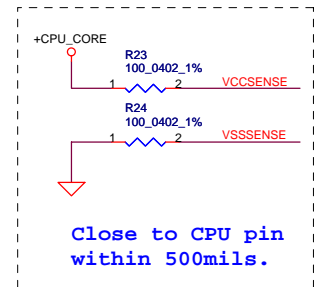 +CPU_CORE
R23
100_0402_1%
1 2 VCCSENSE
R24
100_0402_1%
1 2 VSSSENSE
Close to CPU pin
within 500mils.